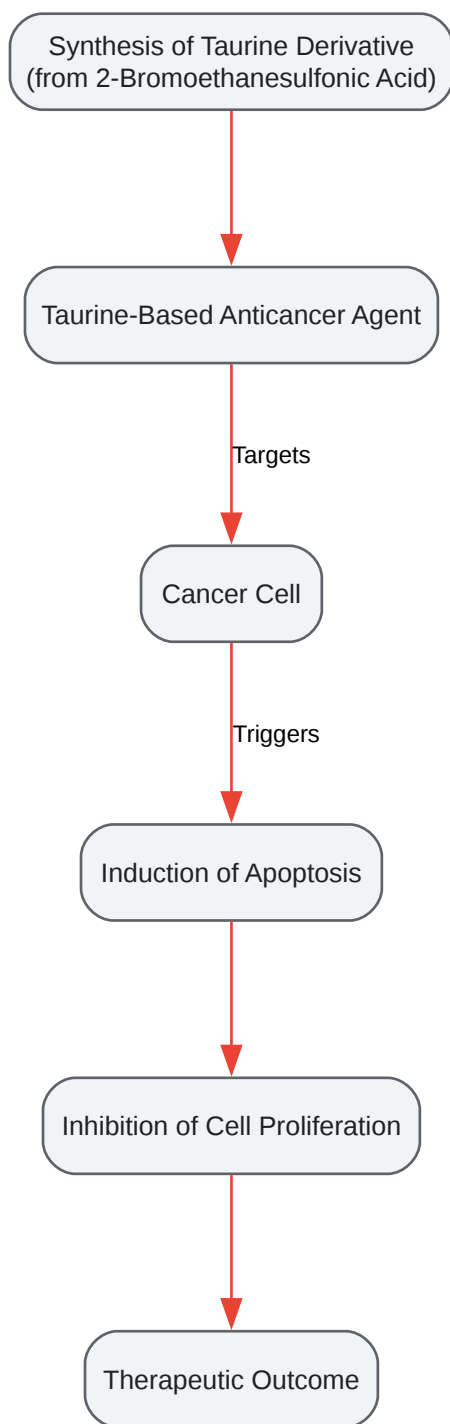 Synthesis of Taurine Derivative
(from 2-Bromoethanesulfonic Acid)
Taurine-Based Anticancer Agent
Targets
Cancer Cell
Triggers
Induction of Apoptosis
Inhibition of Cell Proliferation
Therapeutic Outcome